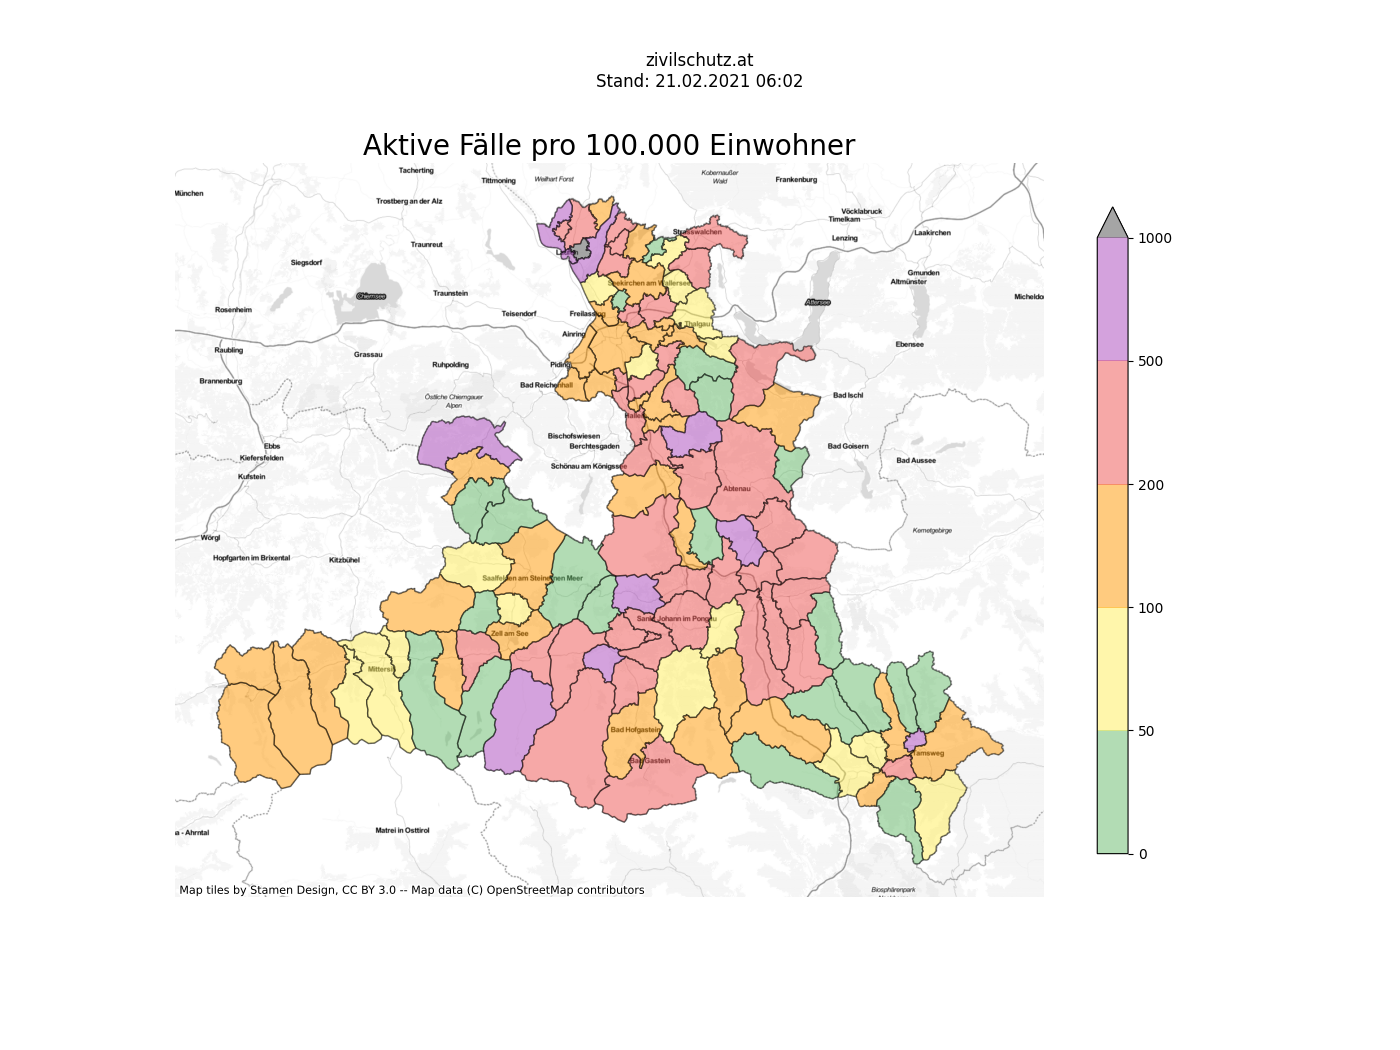 zivilschutz.at
Stand: 21.02.2021 06:02
Aktive Fälle pro 100.000 Einwohner
Tacherting
Tittmoning
Weilhart Forst
Kobernaußer
Wald
Frankenburg
München
Trostberg an der Alz
Vöcklabruck
Timelkam
Laakirchen
Strasswalchen
Lenzing
Traunreut
Siegsdorf
Gmunden
Altmünster
Seekirchen am Wallersee
Chiemsee
Traunstein
Attersee
Rosenheim
Teisendorf
Freilassing
Thalgau
Ainring
Ebensee
Raubling
Grassau
Ruhpolding
Piding
Brannenburg
Bad Reichenhall
Östliche Chiemgauer
Alpen
Bad Ischl
Hallein
Ebbs
Bischofswiesen
Berchtesgaden
Bad Goisern
Kiefersfelden
Schönau am Königssee
Bad Aussee
Kufstein
Abtenau
Kemetgebirge
Wörgl
Hopfgarten im Brixental
Kitzbühel
Saalfelden am Steinernen Meer
Sankt Johann im Pongau
Zell am See
Mittersill
Bad Hofgastein
Tamsweg
Bad Gastein
a - Ahrntal
Matrei in Osttirol
Biosphärenpark
Map tiles by Stamen Design, CC BY 3.0 -- Map data (C) OpenStreetMap contributors
1000
500
200
100
50
0